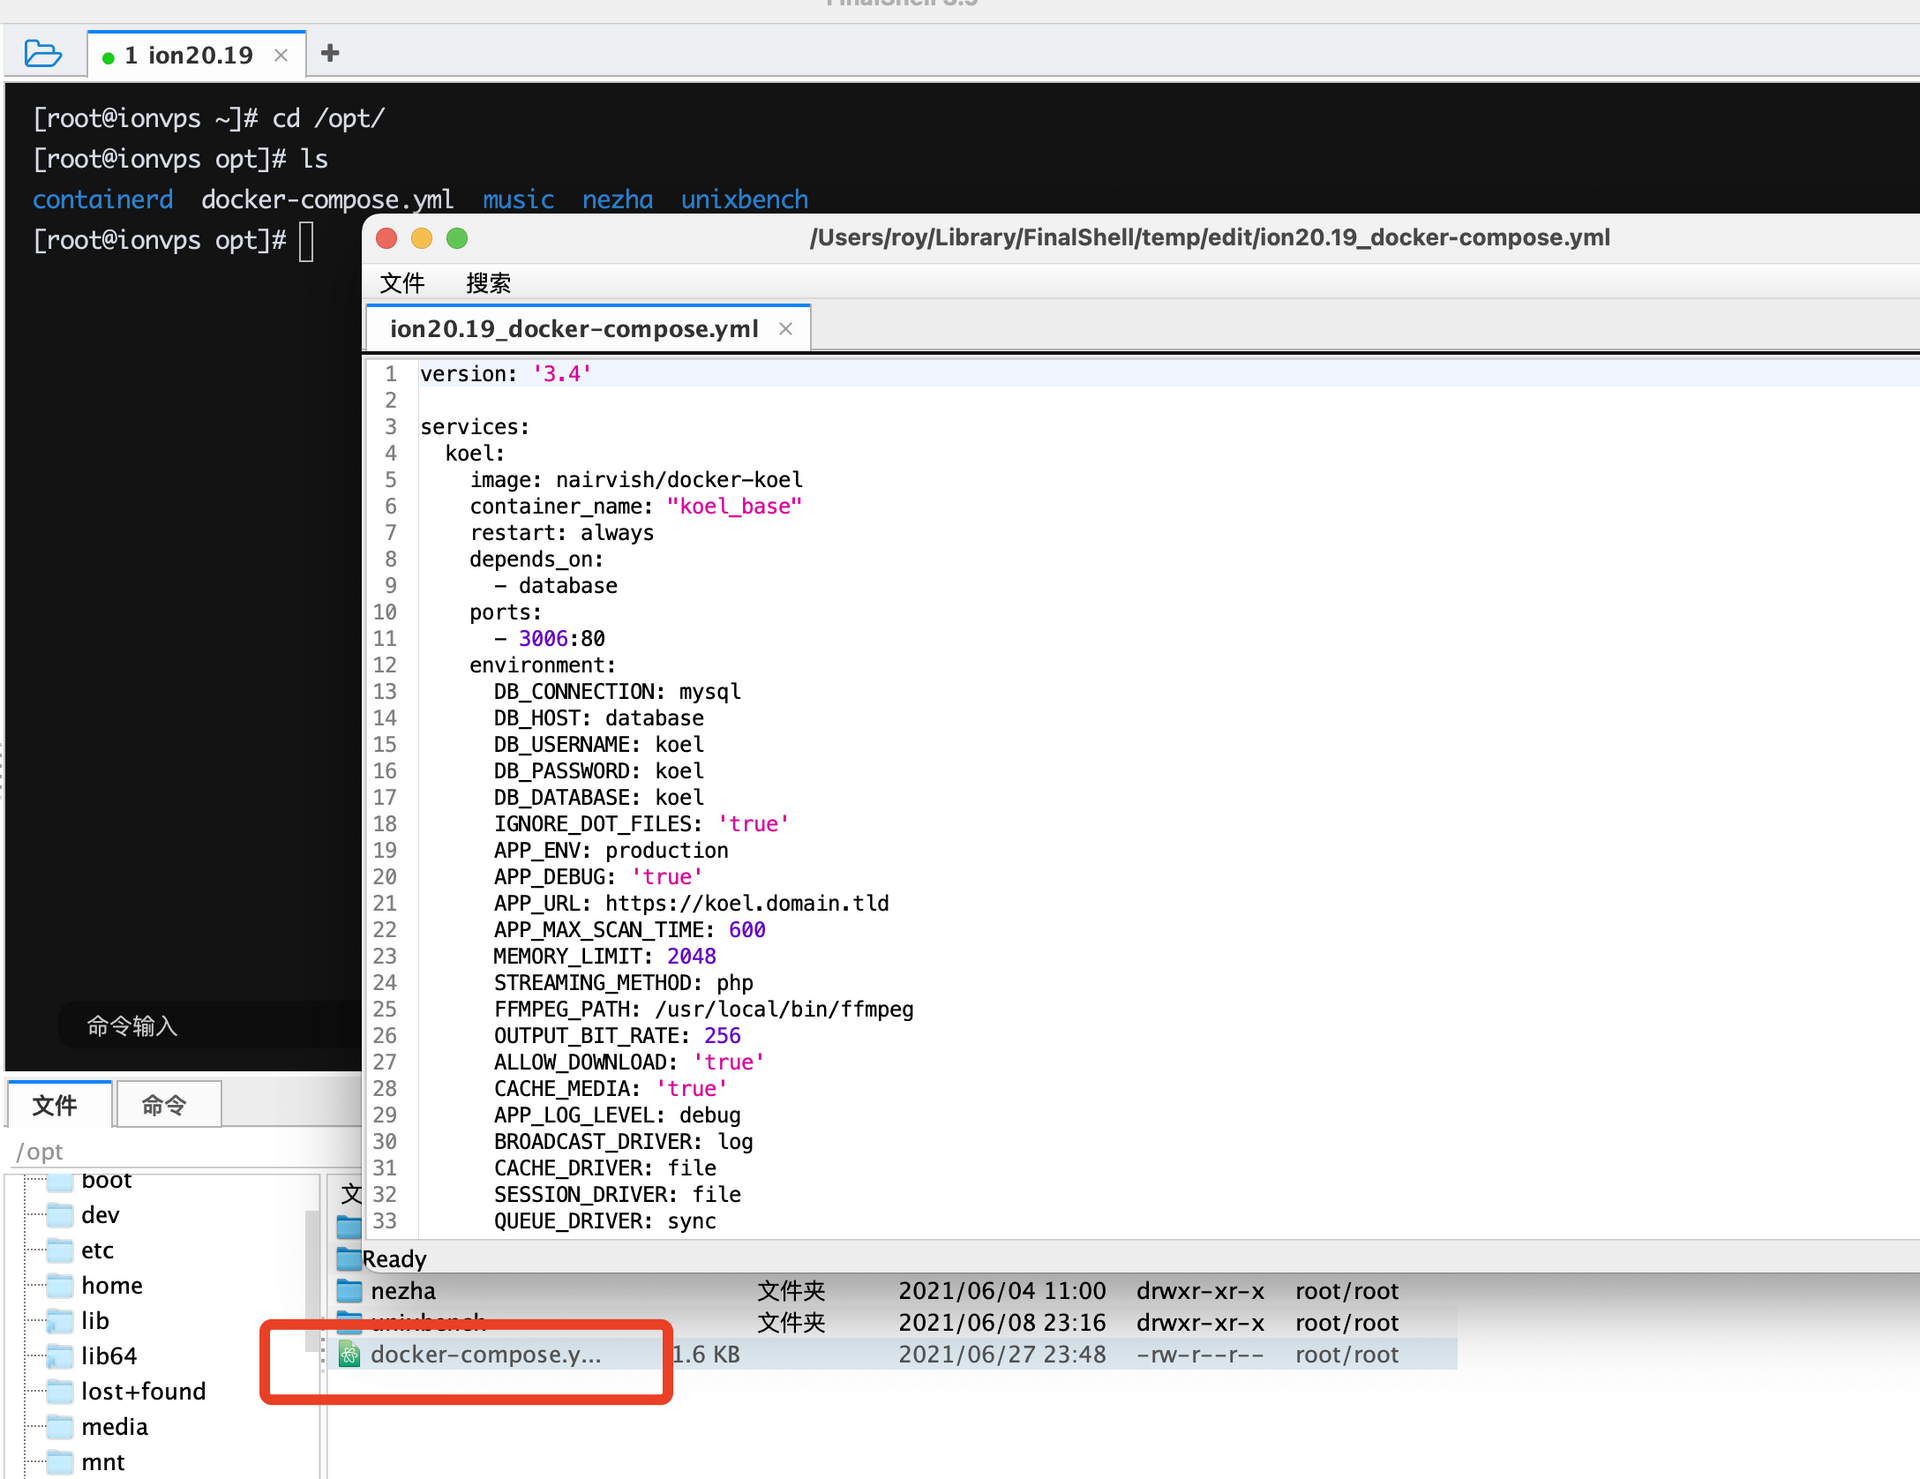 FinalShell 3.9
1 ion20.19
[root@ionvps ~]# cd /opt/
[root@ionvps opt]# ls
containerd  docker-compose.yml  music  nezha  unixbench
[root@ionvps opt]#
/Users/roy/Library/FinalShell/temp/edit/ion20.19_docker-compose.yml
文件 搜索
ion20.19_docker-compose.yml
1 version: '3.4'
2
3 services:
4   koel:
5     image: nairvish/docker-koel
6     container_name: "koel_base"
7     restart: always
8     depends_on:
9       - database
10     ports:
11       - 3006:80
12     environment:
13       DB_CONNECTION: mysql
14       DB_HOST: database
15       DB_USERNAME: koel
16       DB_PASSWORD: koel
17       DB_DATABASE: koel
18       IGNORE_DOT_FILES: 'true'
19       APP_ENV: production
20       APP_DEBUG: 'true'
21       APP_URL: https://koel.domain.tld
22       APP_MAX_SCAN_TIME: 600
23       MEMORY_LIMIT: 2048
24       STREAMING_METHOD: php
25       FFMPEG_PATH: /usr/local/bin/ffmpeg
26       OUTPUT_BIT_RATE: 256
27       ALLOW_DOWNLOAD: 'true'
28       CACHE_MEDIA: 'true'
29       APP_LOG_LEVEL: debug
30       BROADCAST_DRIVER: log
31       CACHE_DRIVER: file
32       SESSION_DRIVER: file
33       QUEUE_DRIVER: sync
Ready
命令输入
文件 命令
/opt
boot
dev
etc
home
lib
lib64
lost+found
media
mnt
文
nezha 文件夹 2021/06/04 11:00 drwxr-xr-x root/root
unixbench 文件夹 2021/06/08 23:16 drwxr-xr-x root/root
docker-compose.y... 1.6 KB 2021/06/27 23:48 -rw-r--r-- root/root